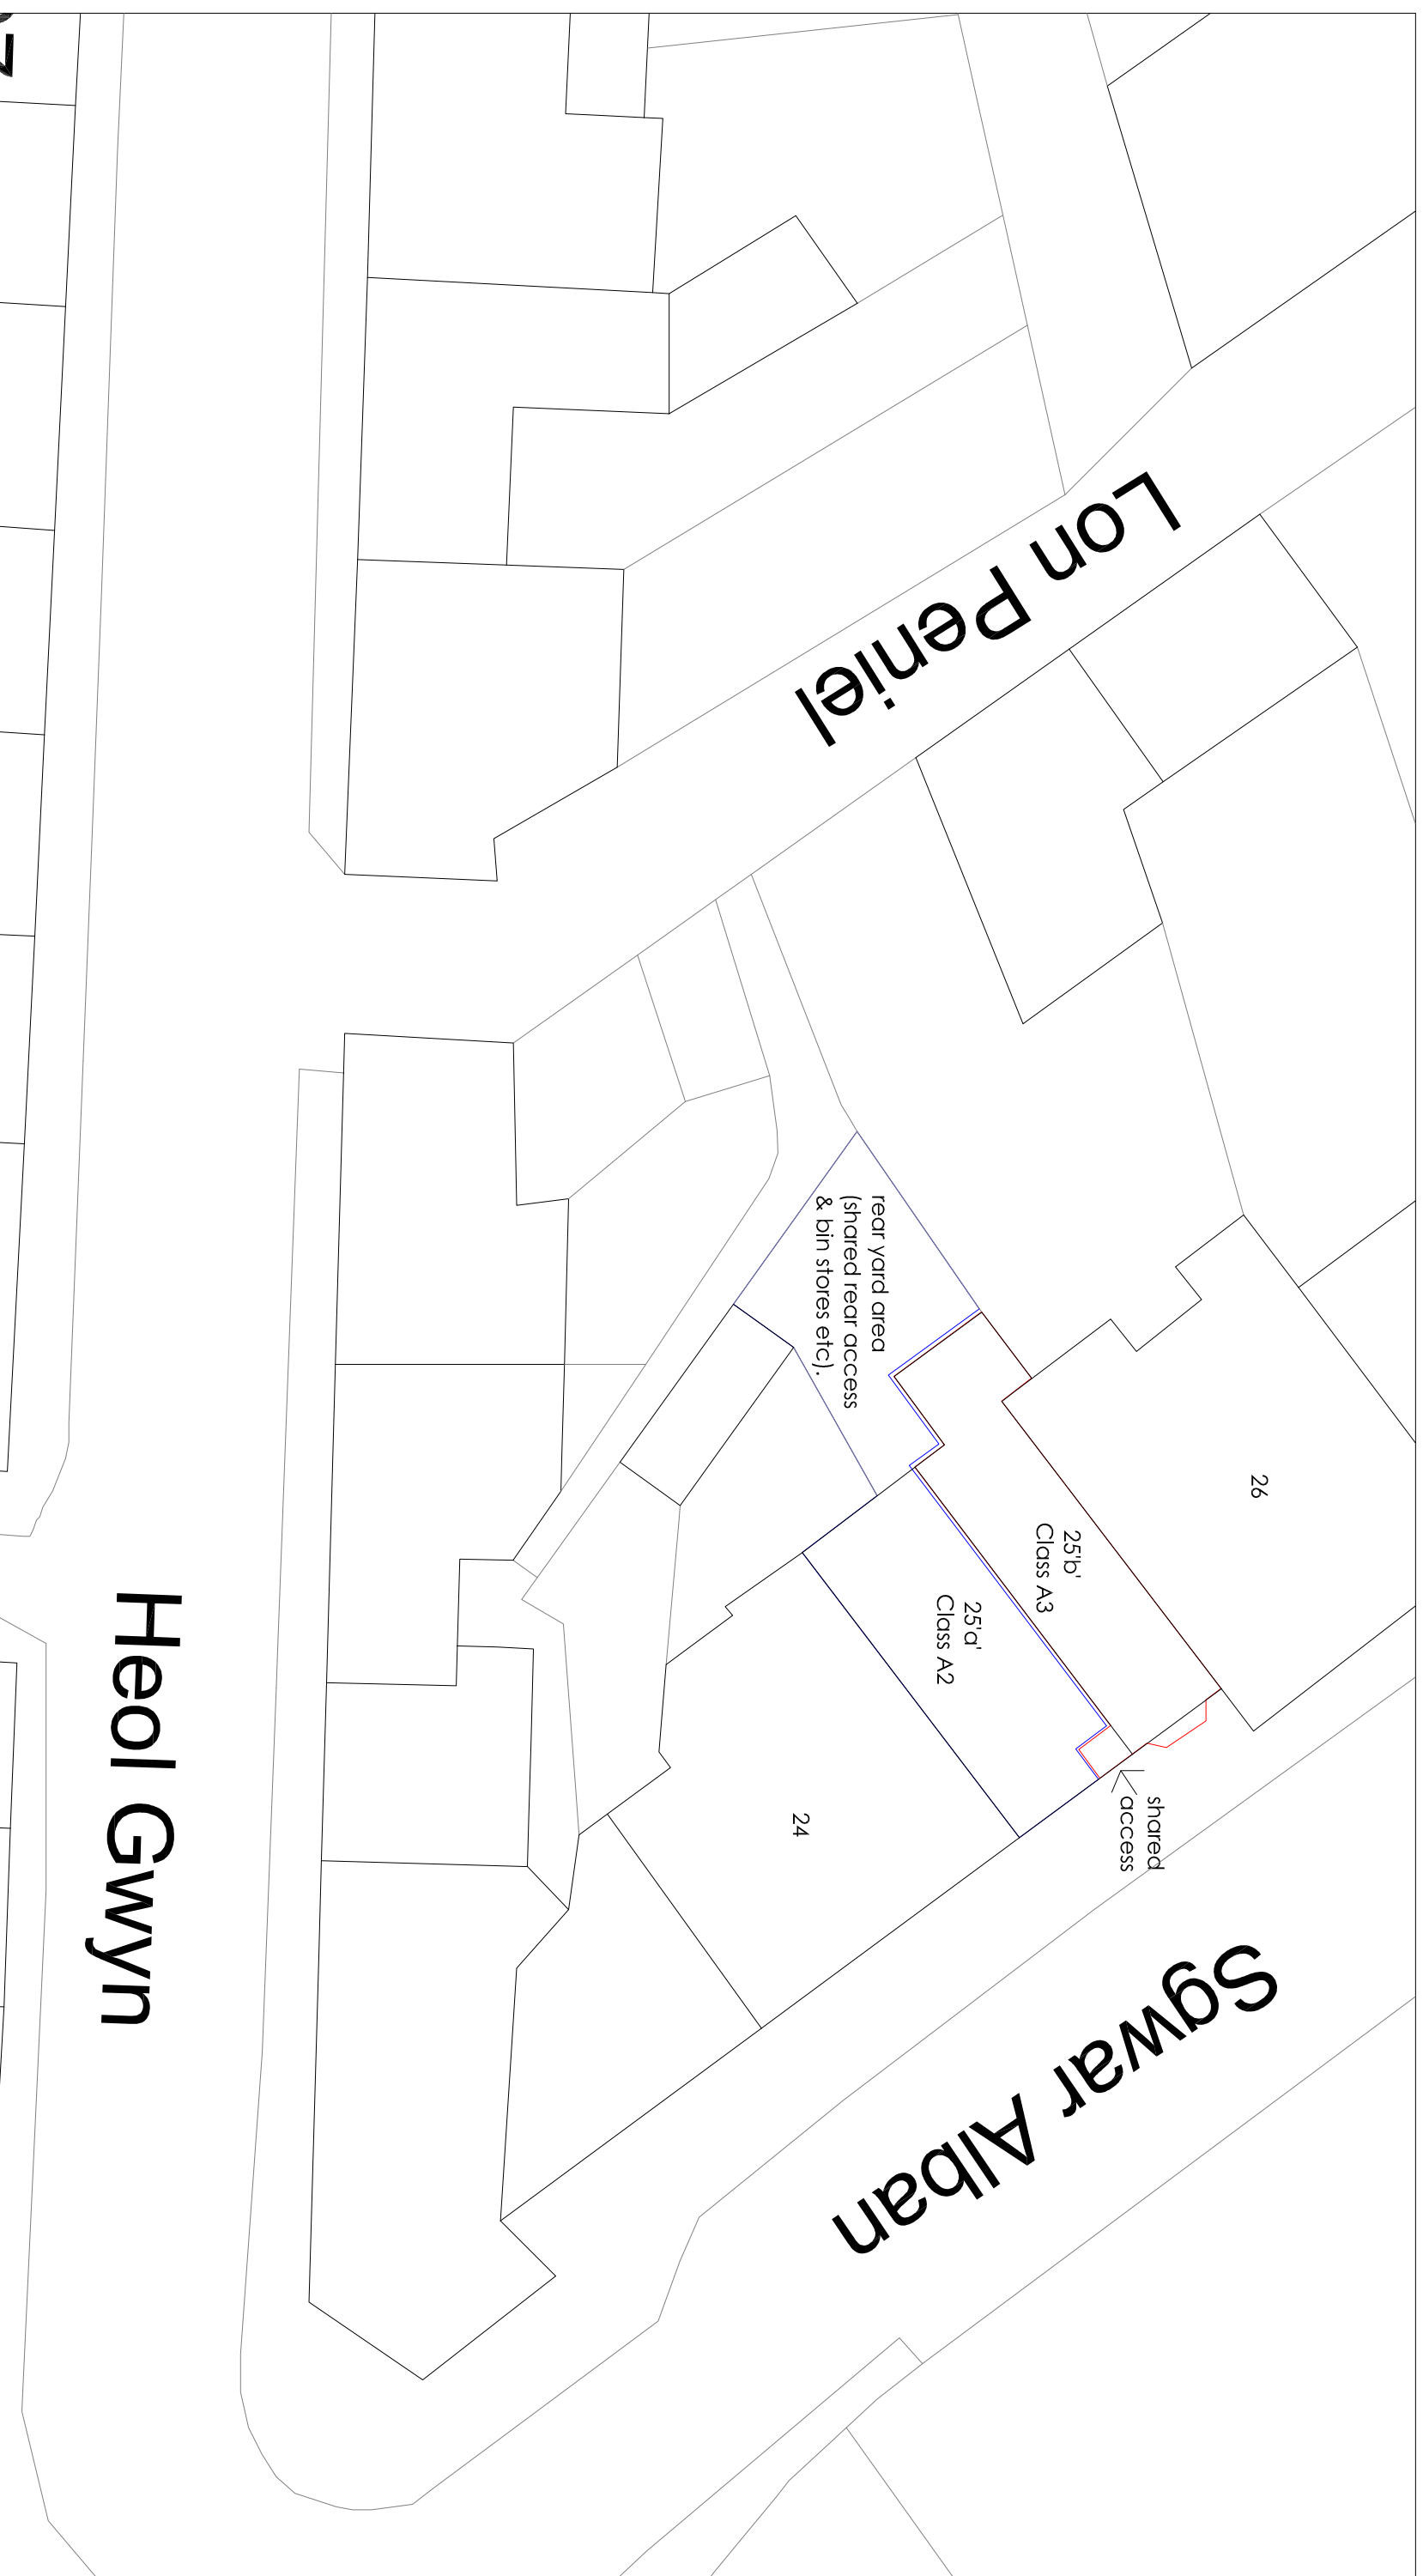 Lon Peniel
rear yard area
(shared rear access
& bin stores etc).
26
25'b'
Class A3
25'a'
Class A2
24
shared
access
Heol Gwyn
Sgwar Alban